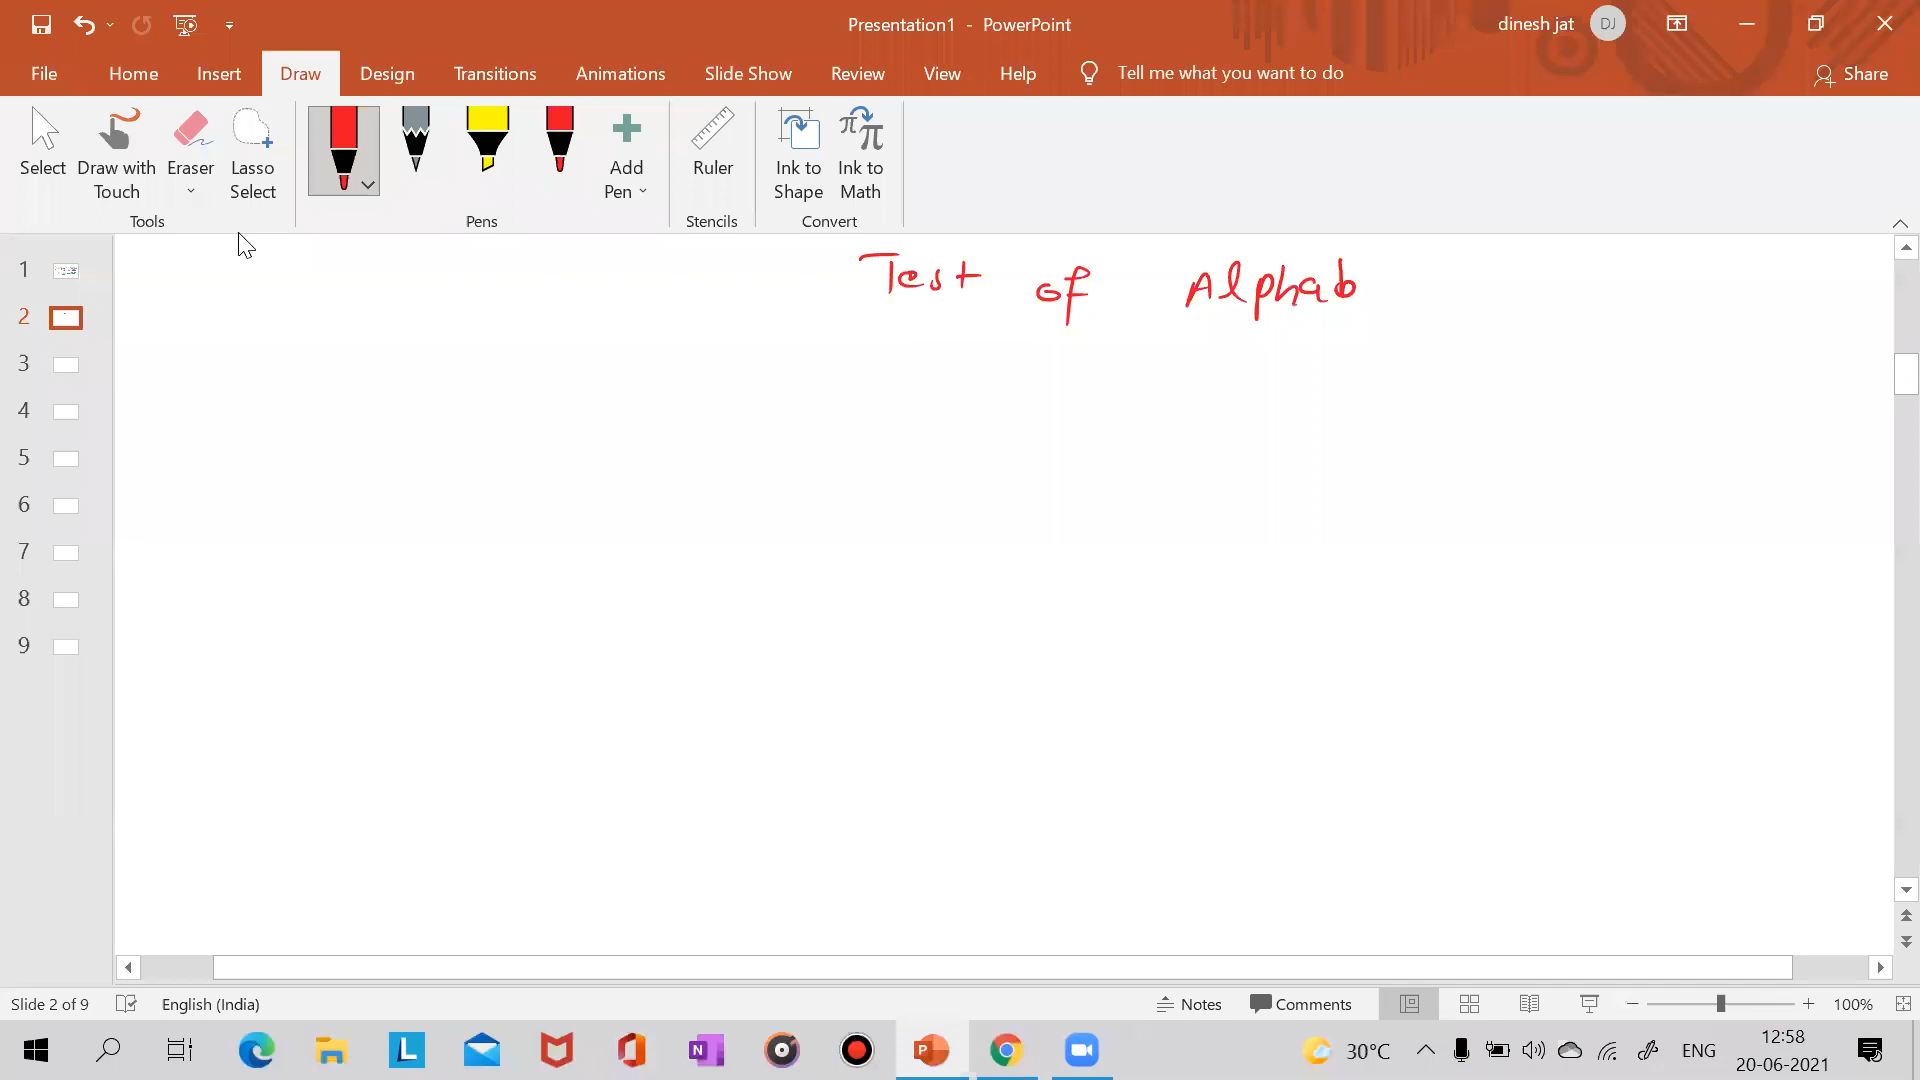 Presentation1 - PowerPoint
dinesh jat
DJ
File Home Insert Draw Design Transitions Animations Slide Show Review View Help Tell me what you want to do Share
Select Draw with Touch Eraser Lasso Select Add Pen Ruler Ink to Shape Ink to Math
Tools Pens Stencils Convert
Test of Alphab
1
2
3
4
5
6
7
8
9
Slide 2 of 9 English (India) Notes Comments 100%
30°C ENG 12:58
20-06-2021